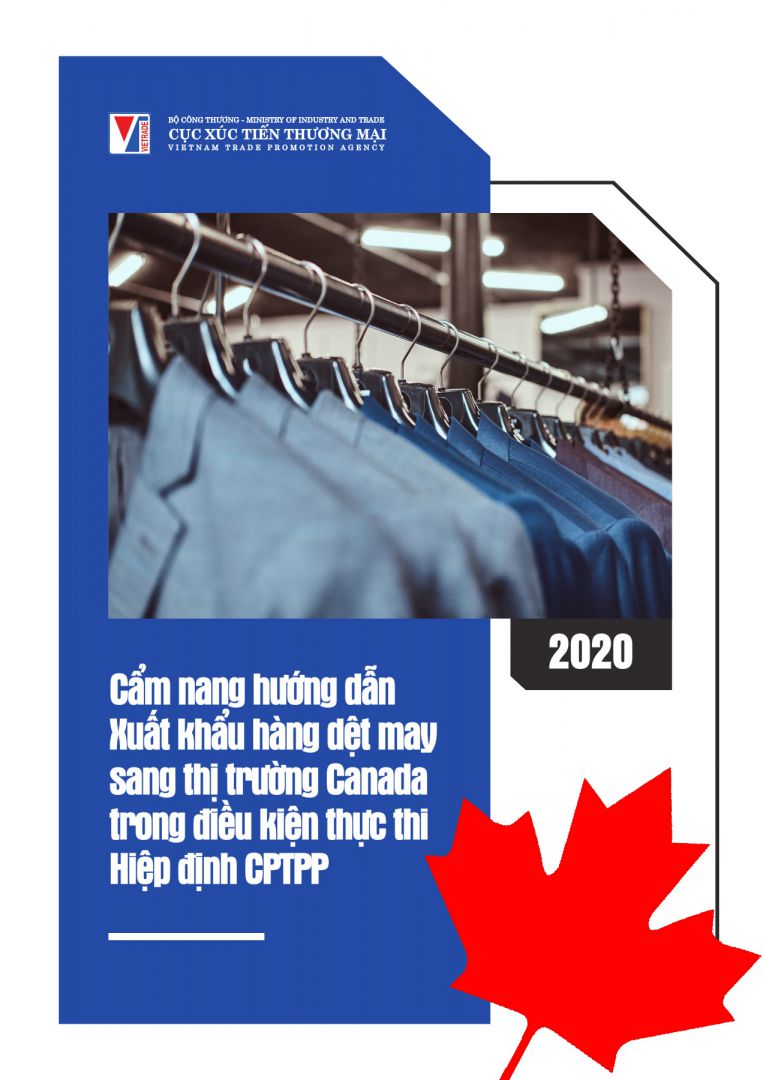 BỘ CÔNG THƯƠNG - MINISTRY OF INDUSTRY AND TRADE
CỤC XÚC TIẾN THƯƠNG MẠI
VIETNAM TRADE PROMOTION AGENCY
VIETRADE
2020
Cẩm nang hướng dẫn
Xuất khẩu hàng dệt may
sang thị trường Canada
trong điều kiện thực thi
Hiệp định CPTPP